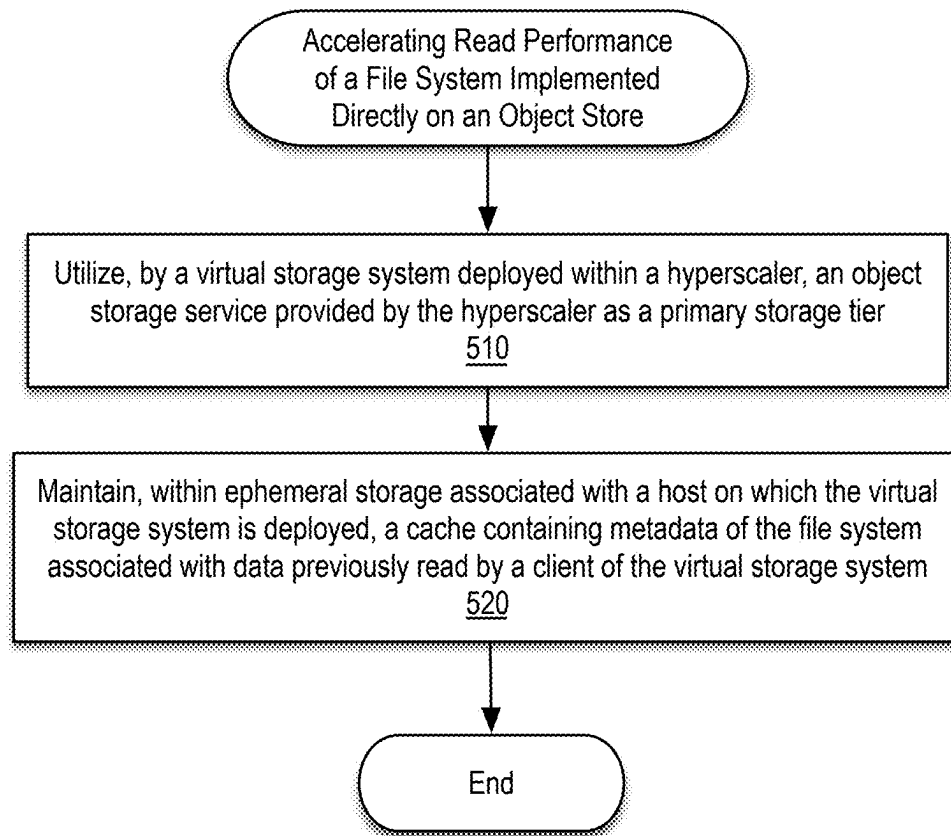 Accelerating Read Performance
of a File System Implemented
Directly on an Object Store
Utilize, by a virtual storage system deployed within a hyperscaler, an object
storage service provided by the hyperscaler as a primary storage tier
510
Maintain, within ephemeral storage associated with a host on which the virtual
storage system is deployed, a cache containing metadata of the file system
associated with data previously read by a client of the virtual storage system
520
End